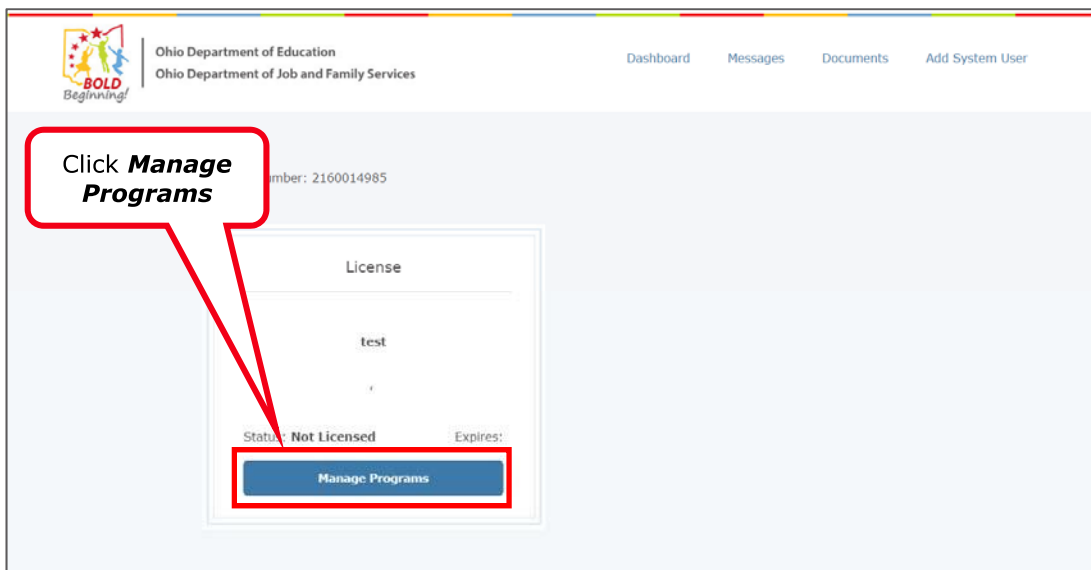 BOLD
Beginning!
Ohio Department of Education
Ohio Department of Job and Family Services
Dashboard Messages Documents Add System User
Click Manage
Programs
umber: 2160014985
License
test
,
Status: Not Licensed Expires:
Manage Programs